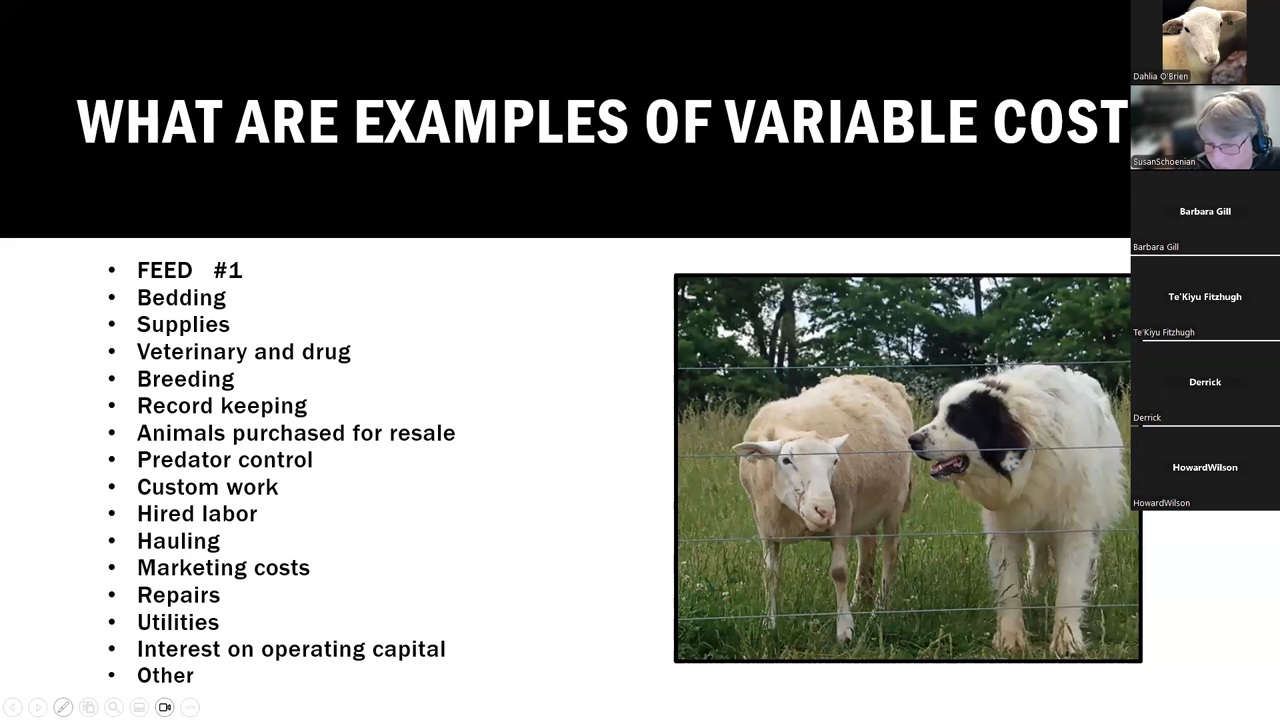 WHAT ARE EXAMPLES OF VARIABLE COST
• FEED #1
• Bedding
• Supplies
• Veterinary and drug
• Breeding
• Record keeping
• Animals purchased for resale
• Predator control
• Custom work
• Hired labor
• Hauling
• Marketing costs
• Repairs
• Utilities
• Interest on operating capital
• Other
Dahlia O'Brien
SusanSchoenian
Barbara Gill
Barbara Gill
Te'Kiyu Fitzhugh
Te'Kiyu Fitzhugh
Derrick
Derrick
HowardWilson
HowardWilson